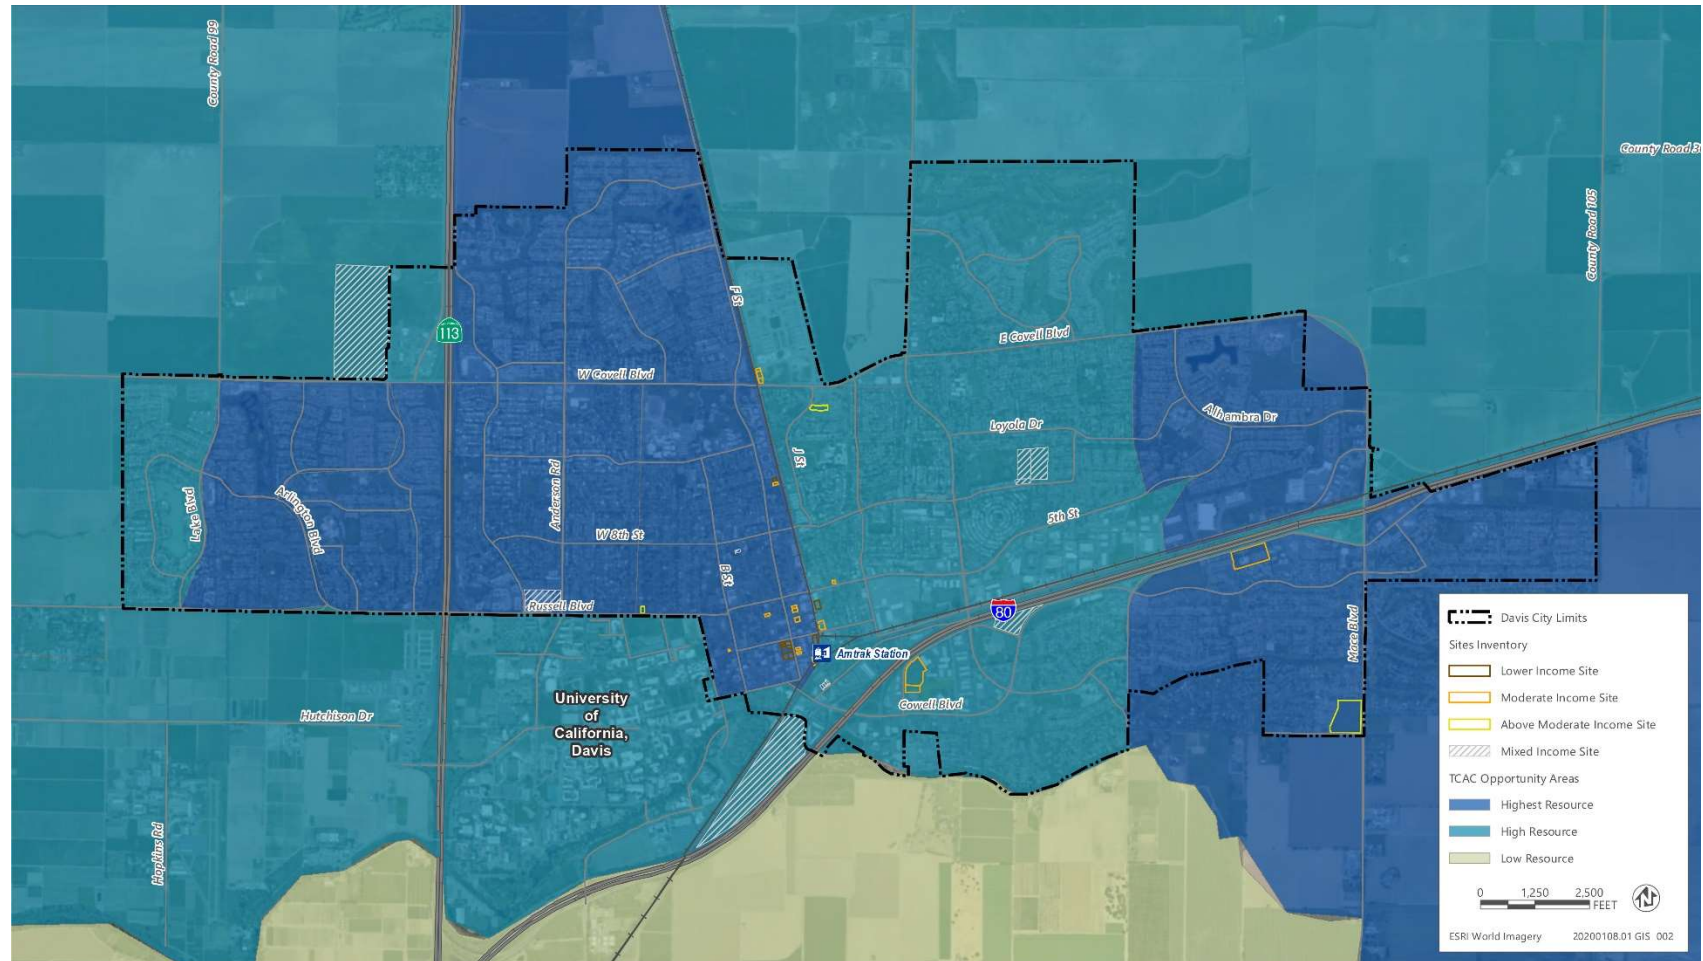 County Road 99
County Road 3
County Road 105
113
F St
E Covell Blvd
W Covell Blvd
Alhambra Dr
Loyola Dr
J St
Lake Blvd
Arlington Blvd
Anderson Rd
5th St
W 8th St
B St
Russell Blvd
80
Mace Blvd
Amtrak Station
University
of
California,
Davis
Cowell Blvd
Hutchison Dr
Hopkins Rd
Davis City Limits
Sites Inventory
Lower Income Site
Moderate Income Site
Above Moderate Income Site
Mixed Income Site
TCAC Opportunity Areas
Highest Resource
High Resource
Low Resource
0 1,250 2,500
FEET
N
ESRI World Imagery 20200108.01 GIS 002